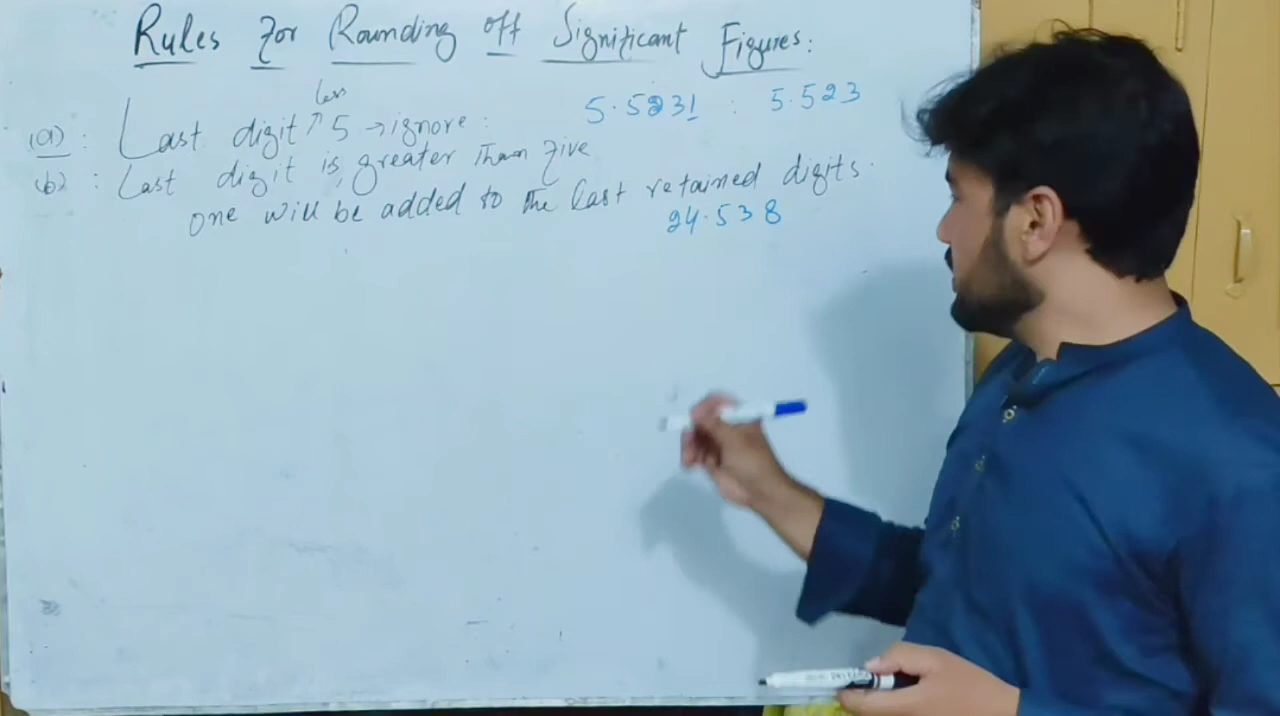 Rules For Rounding off Significant Figures:
(a): Last digit less 5 → ignore: 5.5231 : 5.523
(b): Last digit is greater than five
one will be added to the last retained digits.
24.538